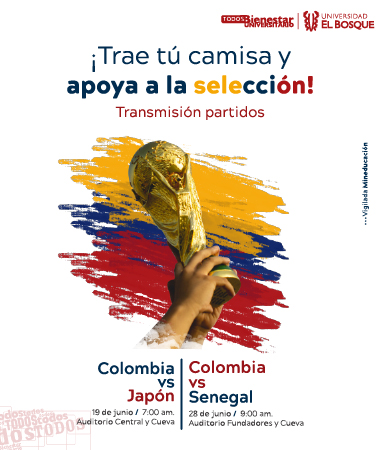 TODOS Bienestar
UNIVERSITARIO
UNIVERSIDAD
EL BOSQUE
¡Trae tú camisa y
apoya a la selección!
Transmisión partidos
---Vigilada Mineducación
Colombia
vs
Japón
19 de junio / 7:00 am.
Auditorio Central y Cueva
Colombia
vs
Senegal
28 de junio / 9:00 am.
Auditorio Fundadores y Cueva
TODOS